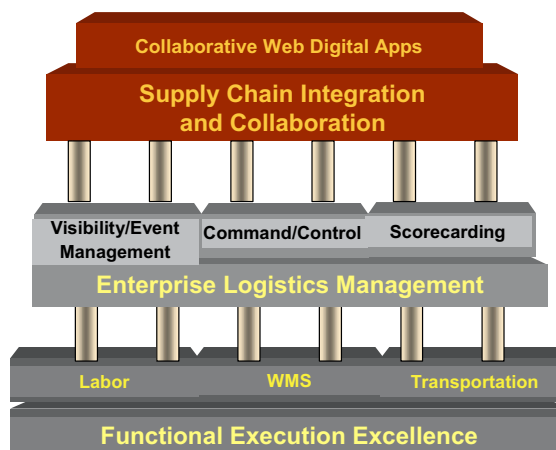 Collaborative Web Digital Apps
Supply Chain Integration
and Collaboration
Visibility/Event
Management
Command/Control
Scorecarding
Enterprise Logistics Management
Labor
WMS
Transportation
Functional Execution Excellence